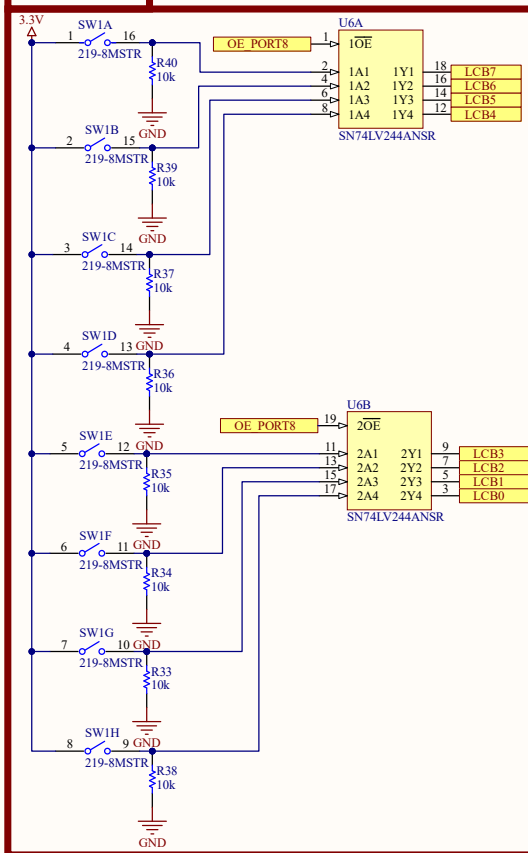 3.3V
SW1A
1
16
219-8MSTR
R40
10k
GND
SW1B
2
15
219-8MSTR
R39
10k
GND
SW1C
3
14
219-8MSTR
R37
10k
GND
SW1D
4
13
219-8MSTR
R36
10k
GND
SW1E
5
12
219-8MSTR
R35
10k
GND
SW1F
6
11
219-8MSTR
R34
10k
GND
SW1G
7
10
219-8MSTR
R33
10k
GND
SW1H
8
9
219-8MSTR
R38
10k
GND
U6A
OE_PORT8
1
1OE
2
1A1
1Y1
18
LCB7
4
1A2
1Y2
16
LCB6
6
1A3
1Y3
14
LCB5
8
1A4
1Y4
12
LCB4
SN74LV244ANSR
U6B
OE_PORT8
19
2OE
11
2A1
2Y1
9
LCB3
13
2A2
2Y2
7
LCB2
15
2A3
2Y3
5
LCB1
17
2A4
2Y4
3
LCB0
SN74LV244ANSR